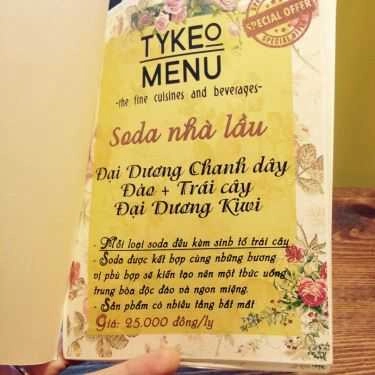 SPECIAL OFFER
TYKEO
MENU
-the fine cuisines and beverages-
Soda nhà lầu
Đại Dương Chanh dây
Đào + Trái cây
Đại Dương Kiwi
- Mỗi loại soda đều kèm sinh tố trái cây
- Soda được kết hợp cùng những hương
vị phù hợp sẽ kiến tạo nên một thức uống
trung hòa độc đáo và ngon miệng.
- Sản phẩm có nhiều tầng bắt mắt
Giá: 25.000 đồng/ly